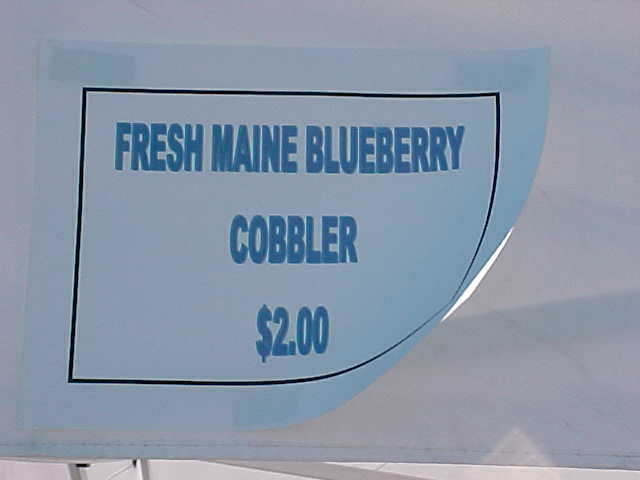 FRESH MAINE BLUEBERRY
COBBLER
$2.00